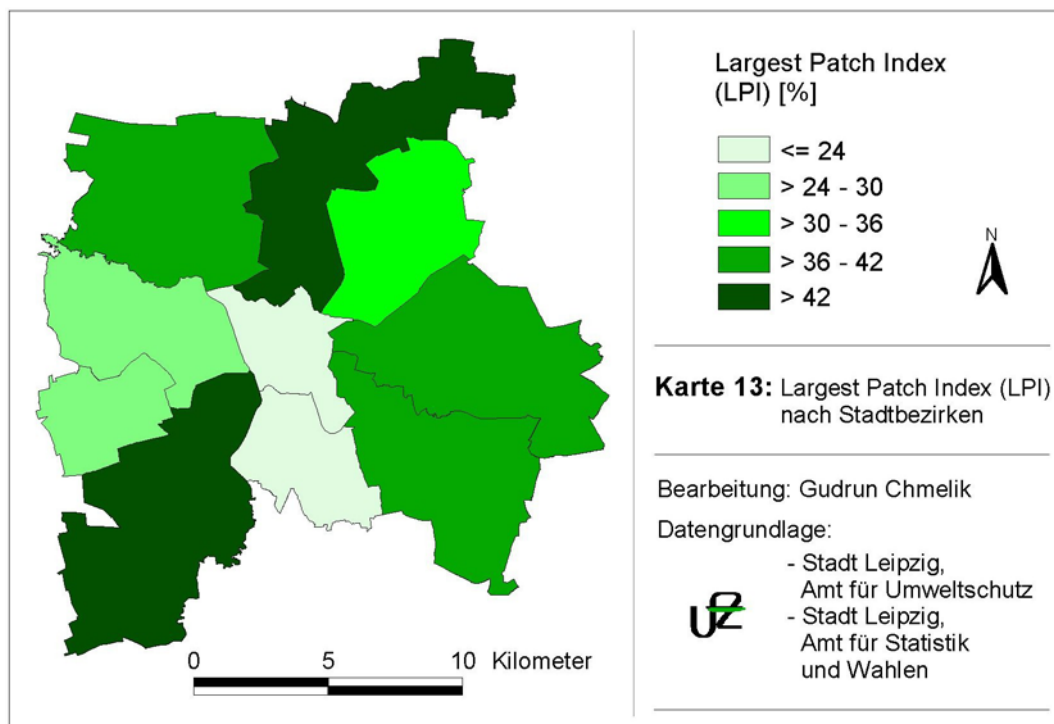 Largest Patch Index
(LPI) [%]
<= 24
> 24 - 30
> 30 - 36
> 36 - 42
> 42
N
Karte 13: Largest Patch Index (LPI)
nach Stadtbezirken
Bearbeitung: Gudrun Chmelik
Datengrundlage:
- Stadt Leipzig,
Amt für Umweltschutz
- Stadt Leipzig,
Amt für Statistik
und Wahlen
UFZ
0 5 10 Kilometer